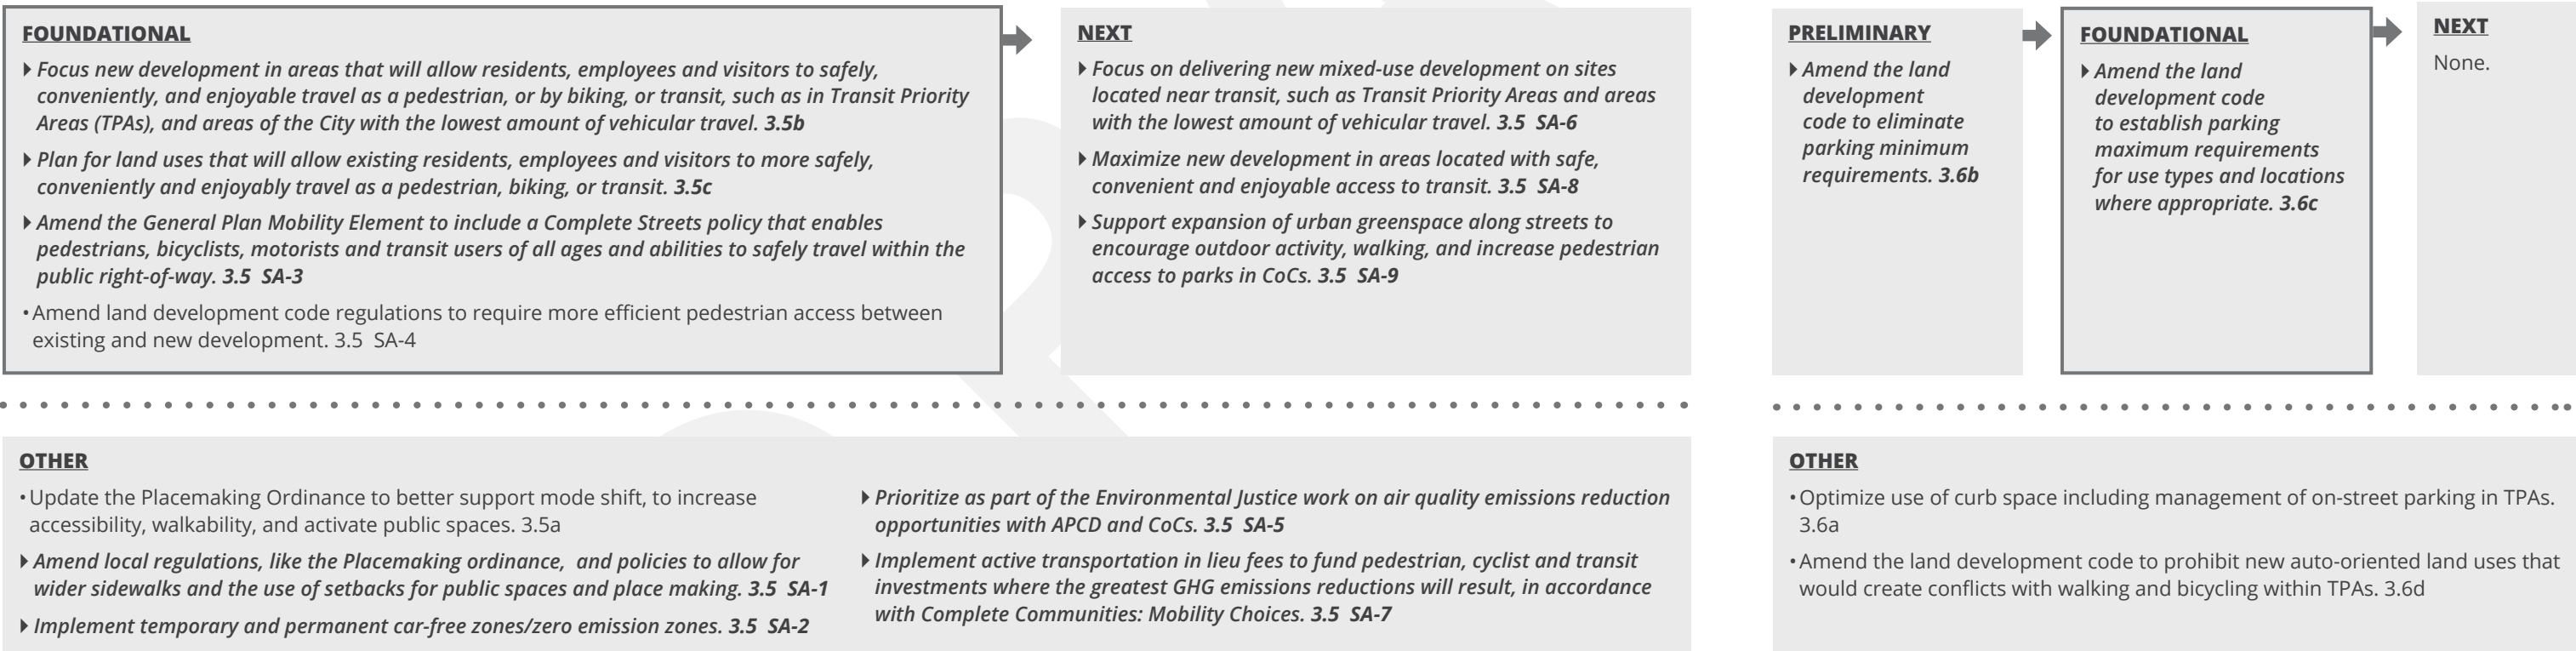 FOUNDATIONAL
Focus new development in areas that will allow residents, employees and visitors to safely,
conveniently, and enjoyable travel as a pedestrian, or by biking, or transit, such as in Transit Priority
Areas (TPAs), and areas of the City with the lowest amount of vehicular travel. 3.5b
Plan for land uses that will allow existing residents, employees and visitors to more safely,
conveniently and enjoyably travel as a pedestrian, biking, or transit. 3.5c
Amend the General Plan Mobility Element to include a Complete Streets policy that enables
pedestrians, bicyclists, motorists and transit users of all ages and abilities to safely travel within the
public right-of-way. 3.5 SA-3
• Amend land development code regulations to require more efficient pedestrian access between
existing and new development. 3.5 SA-4
NEXT
Focus on delivering new mixed-use development on sites
located near transit, such as Transit Priority Areas and areas
with the lowest amount of vehicular travel. 3.5 SA-6
Maximize new development in areas located with safe,
convenient and enjoyable access to transit. 3.5 SA-8
Support expansion of urban greenspace along streets to
encourage outdoor activity, walking, and increase pedestrian
access to parks in CoCs. 3.5 SA-9
PRELIMINARY
Amend the land
development
code to eliminate
parking minimum
requirements. 3.6b
FOUNDATIONAL
Amend the land
development code
to establish parking
maximum requirements
for use types and locations
where appropriate. 3.6c
NEXT
None.
OTHER
• Update the Placemaking Ordinance to better support mode shift, to increase
accessibility, walkability, and activate public spaces. 3.5a
Amend local regulations, like the Placemaking ordinance, and policies to allow for
wider sidewalks and the use of setbacks for public spaces and place making. 3.5 SA-1
Implement temporary and permanent car-free zones/zero emission zones. 3.5 SA-2
Prioritize as part of the Environmental Justice work on air quality emissions reduction
opportunities with APCD and CoCs. 3.5 SA-5
Implement active transportation in lieu fees to fund pedestrian, cyclist and transit
investments where the greatest GHG emissions reductions will result, in accordance
with Complete Communities: Mobility Choices. 3.5 SA-7
OTHER
• Optimize use of curb space including management of on-street parking in TPAs.
3.6a
• Amend the land development code to prohibit new auto-oriented land uses that
would create conflicts with walking and bicycling within TPAs. 3.6d